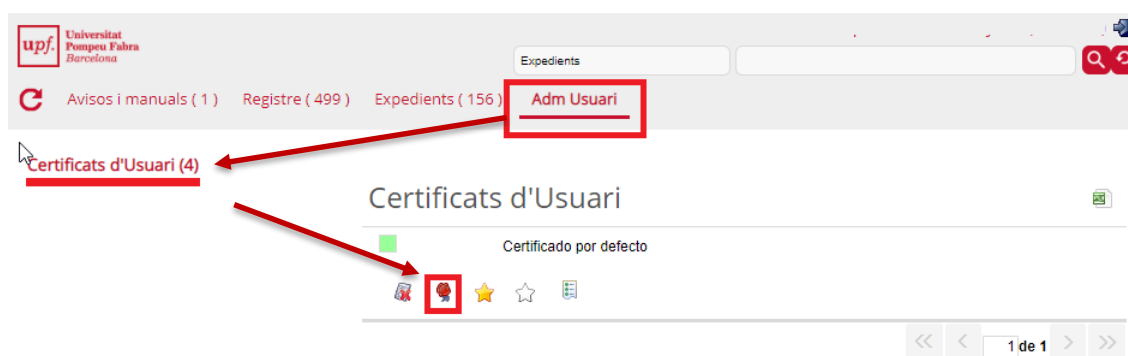 upf.
Universitat
Pompeu Fabra
Barcelona
Expedients
Avisos i manuals ( 1 ) Registre ( 499 ) Expedients ( 156 ) Adm Usuari
Certificats d'Usuari (4)
Certificats d'Usuari
Certificado por defecto
1 de 1